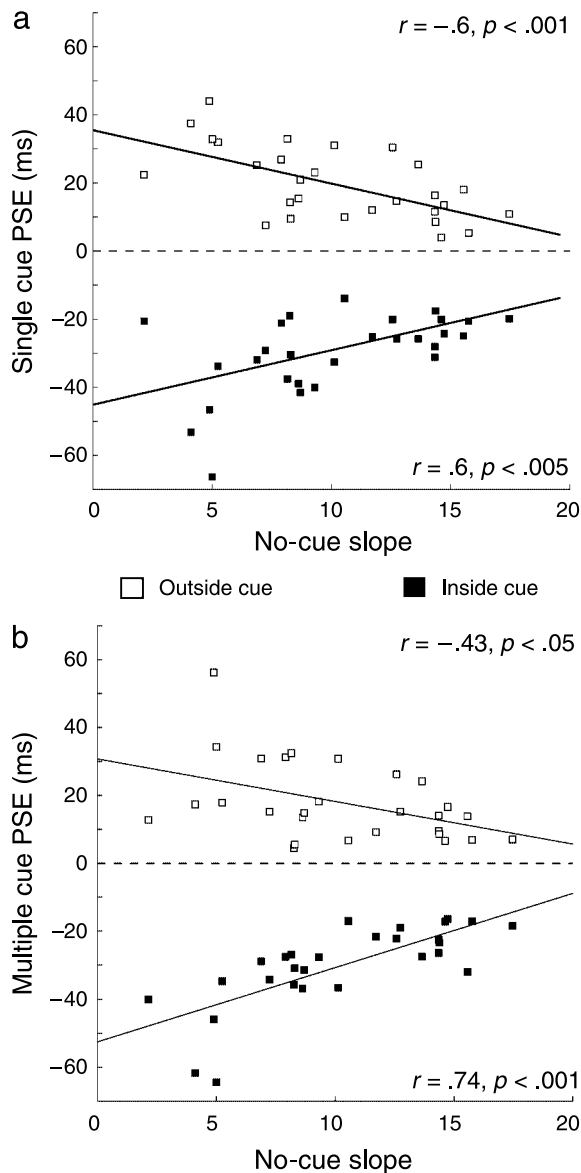 a
r = −.6, p < .001
60
40
20
0
−20
−40
−60
Single cue PSE (ms)
r = .6, p < .005
0 5 10 15 20
No-cue slope
Outside cue Inside cue
b
r = −.43, p < .05
60
40
20
0
−20
−40
−60
Multiple cue PSE (ms)
r = .74, p < .001
0 5 10 15 20
No-cue slope